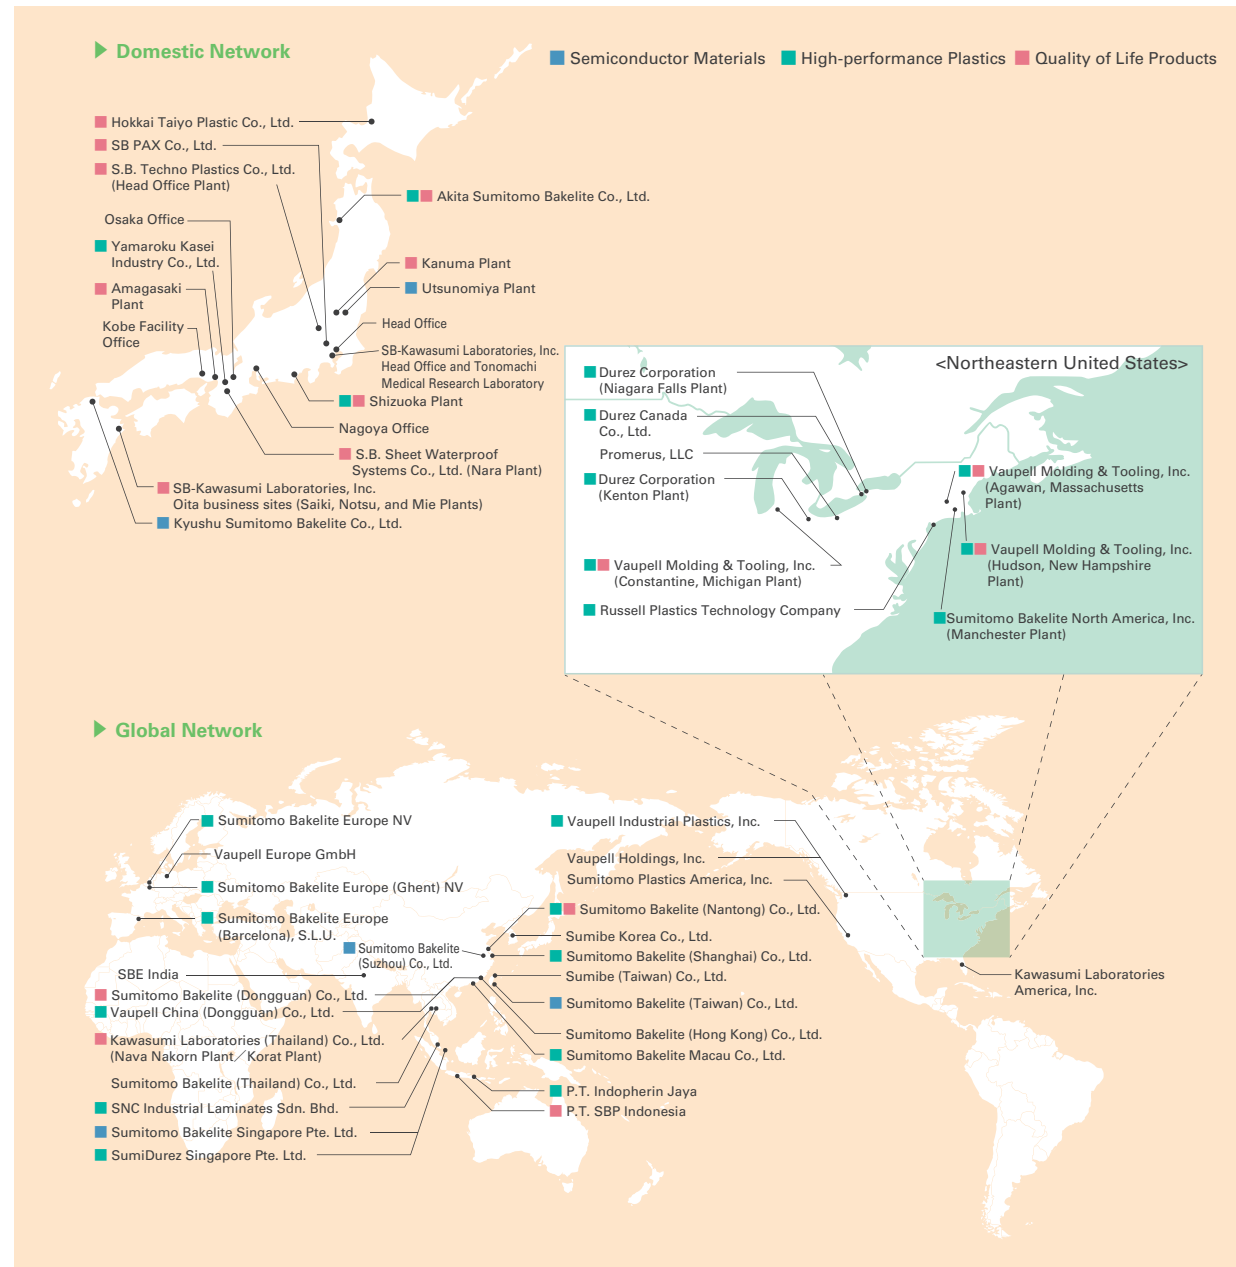 Domestic Network
Semiconductor Materials
High-performance Plastics
Quality of Life Products
Hokkai Taiyo Plastic Co., Ltd.
SB PAX Co., Ltd.
S.B. Techno Plastics Co., Ltd.
(Head Office Plant)
Osaka Office
Yamaroku Kasei
Industry Co., Ltd.
Amagasaki
Plant
Kobe Facility
Office
Akita Sumitomo Bakelite Co., Ltd.
Kanuma Plant
Utsunomiya Plant
Head Office
SB-Kawasumi Laboratories, Inc.
Head Office and Tonomachi
Medical Research Laboratory
Shizuoka Plant
Nagoya Office
S.B. Sheet Waterproof
Systems Co., Ltd. (Nara Plant)
SB-Kawasumi Laboratories, Inc.
Oita business sites (Saiki, Notsu, and Mie Plants)
Kyushu Sumitomo Bakelite Co., Ltd.
<Northeastern United States>
Durez Corporation
(Niagara Falls Plant)
Durez Canada
Co., Ltd.
Promerus, LLC
Durez Corporation
(Kenton Plant)
Vaupell Molding & Tooling, Inc.
(Constantine, Michigan Plant)
Russell Plastics Technology Company
Vaupell Molding & Tooling, Inc.
(Agawan, Massachusetts
Plant)
Vaupell Molding & Tooling, Inc.
(Hudson, New Hampshire
Plant)
Sumitomo Bakelite North America, Inc.
(Manchester Plant)
Global Network
Sumitomo Bakelite Europe NV
Vaupell Europe GmbH
Sumitomo Bakelite Europe (Ghent) NV
Sumitomo Bakelite Europe
(Barcelona), S.L.U.
Sumitomo Bakelite
(Suzhou) Co., Ltd.
SBE India
Sumitomo Bakelite (Dongguan) Co., Ltd.
Vaupell China (Dongguan) Co., Ltd.
Kawasumi Laboratories (Thailand) Co., Ltd.
(Nava Nakorn Plant／Korat Plant)
Sumitomo Bakelite (Thailand) Co., Ltd.
SNC Industrial Laminates Sdn. Bhd.
Sumitomo Bakelite Singapore Pte. Ltd.
SumiDurez Singapore Pte. Ltd.
Vaupell Industrial Plastics, Inc.
Vaupell Holdings, Inc.
Sumitomo Plastics America, Inc.
Sumitomo Bakelite (Nantong) Co., Ltd.
Sumibe Korea Co., Ltd.
Sumitomo Bakelite (Shanghai) Co., Ltd.
Sumibe (Taiwan) Co., Ltd.
Sumitomo Bakelite (Taiwan) Co., Ltd.
Sumitomo Bakelite (Hong Kong) Co., Ltd.
Sumitomo Bakelite Macau Co., Ltd.
P.T. Indopherin Jaya
P.T. SBP Indonesia
Kawasumi Laboratories
America, Inc.